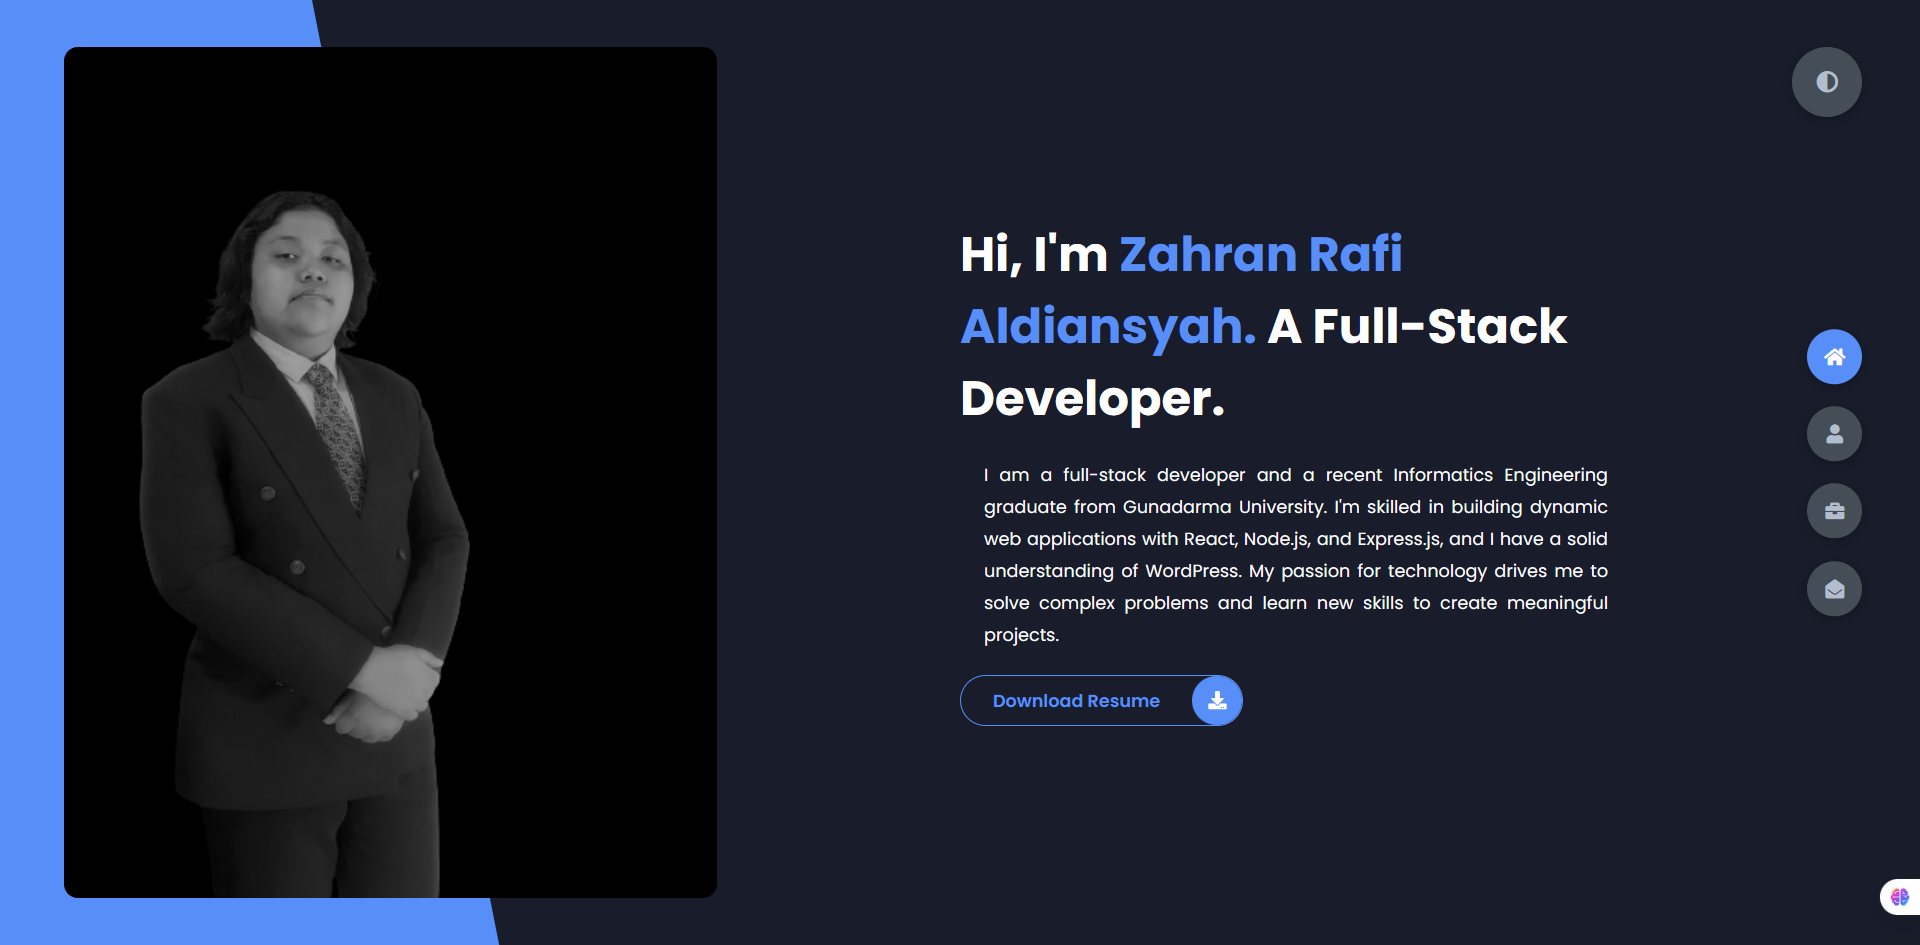 Hi, I'm Zahran Rafi
Aldiansyah. A Full-Stack
Developer.
I am a full-stack developer and a recent Informatics Engineering
graduate from Gunadarma University. I'm skilled in building dynamic
web applications with React, Node.js, and Express.js, and I have a solid
understanding of WordPress. My passion for technology drives me to
solve complex problems and learn new skills to create meaningful
projects.
Download Resume